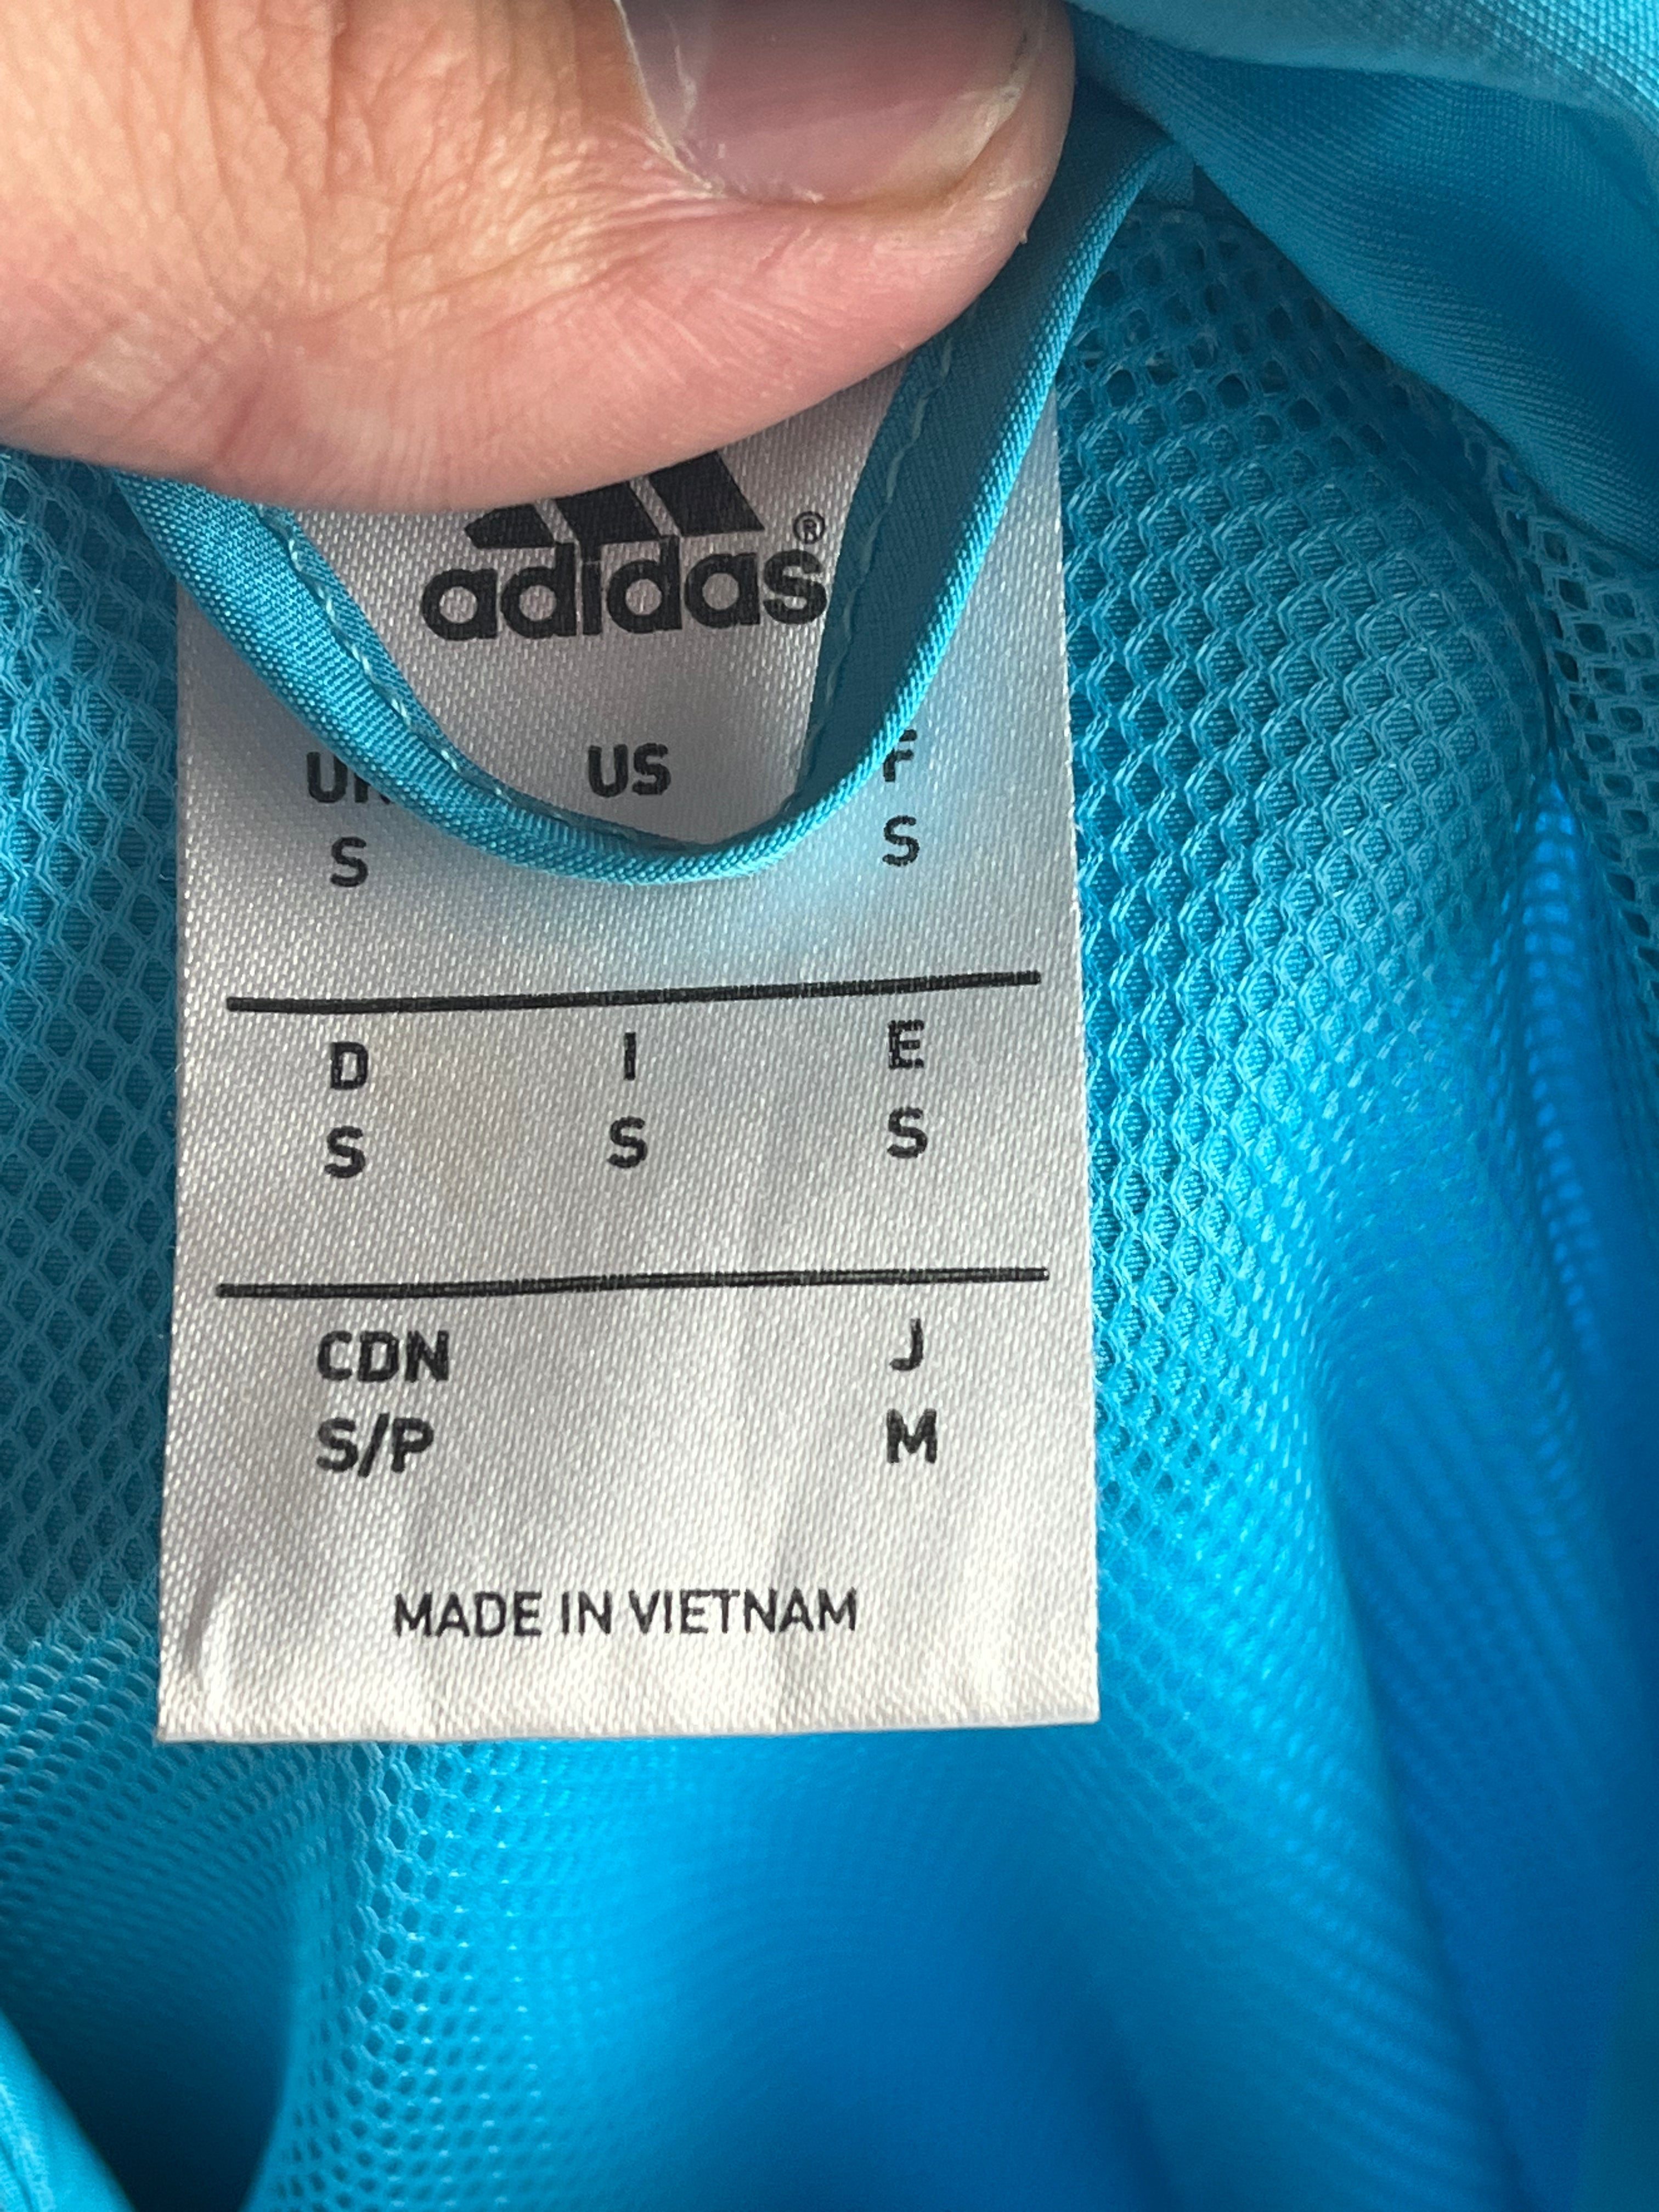 adidas®
US F
S S
D I E
S S S
CDN J
S/P M
MADE IN VIETNAM